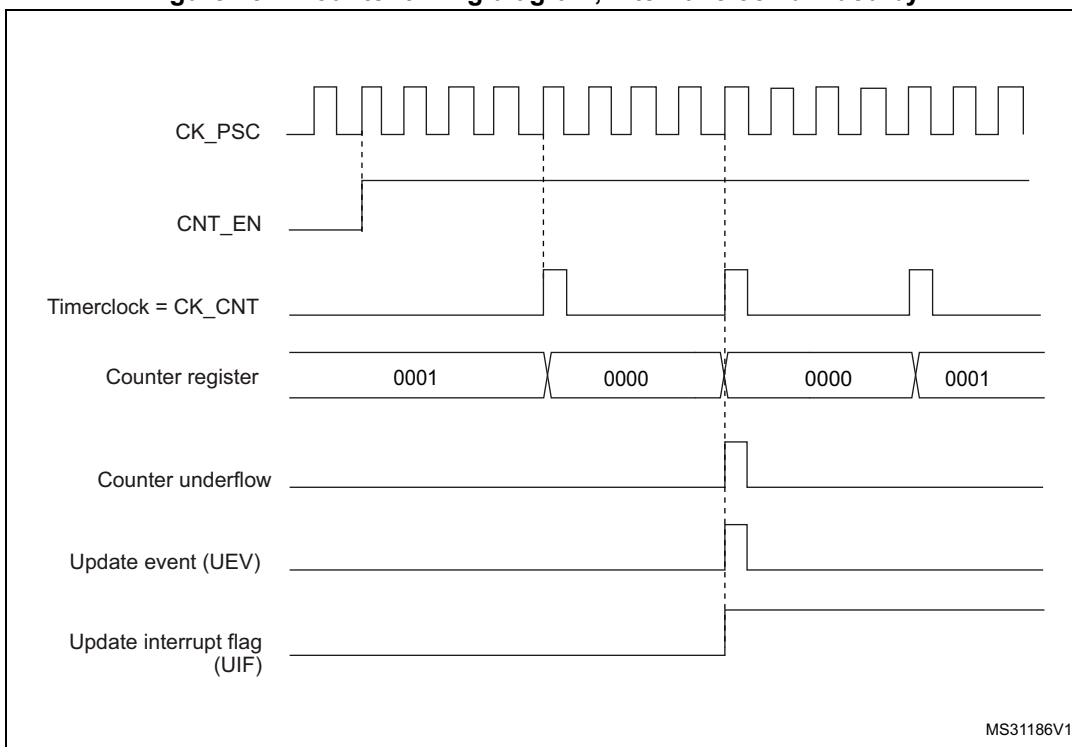 CK_PSC
CNT_EN
Timerclock = CK_CNT
Counter register
0001
0000
0000
0001
Counter underflow
Update event (UEV)
Update interrupt flag
(UIF)
MS31186V1